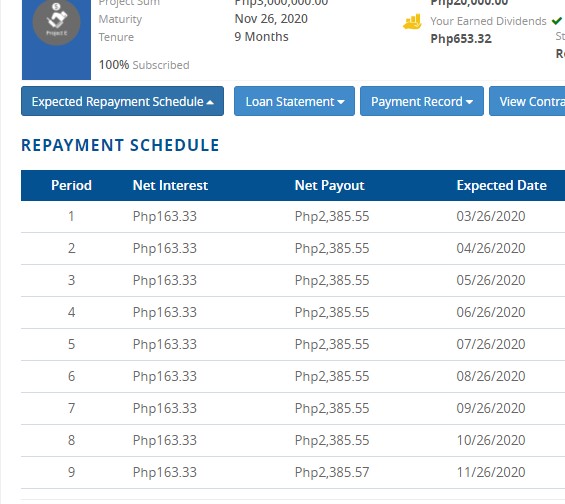 Project Sum Php3,000,000.00 Php20,000.00
Maturity Nov 26, 2020 Your Earned Dividends
Tenure 9 Months Php653.32
100% Subscribed
Project E
Expected Repayment Schedule Loan Statement Payment Record View Contra
REPAYMENT SCHEDULE
Period Net Interest Net Payout Expected Date
1 Php163.33 Php2,385.55 03/26/2020
2 Php163.33 Php2,385.55 04/26/2020
3 Php163.33 Php2,385.55 05/26/2020
4 Php163.33 Php2,385.55 06/26/2020
5 Php163.33 Php2,385.55 07/26/2020
6 Php163.33 Php2,385.55 08/26/2020
7 Php163.33 Php2,385.55 09/26/2020
8 Php163.33 Php2,385.55 10/26/2020
9 Php163.33 Php2,385.57 11/26/2020